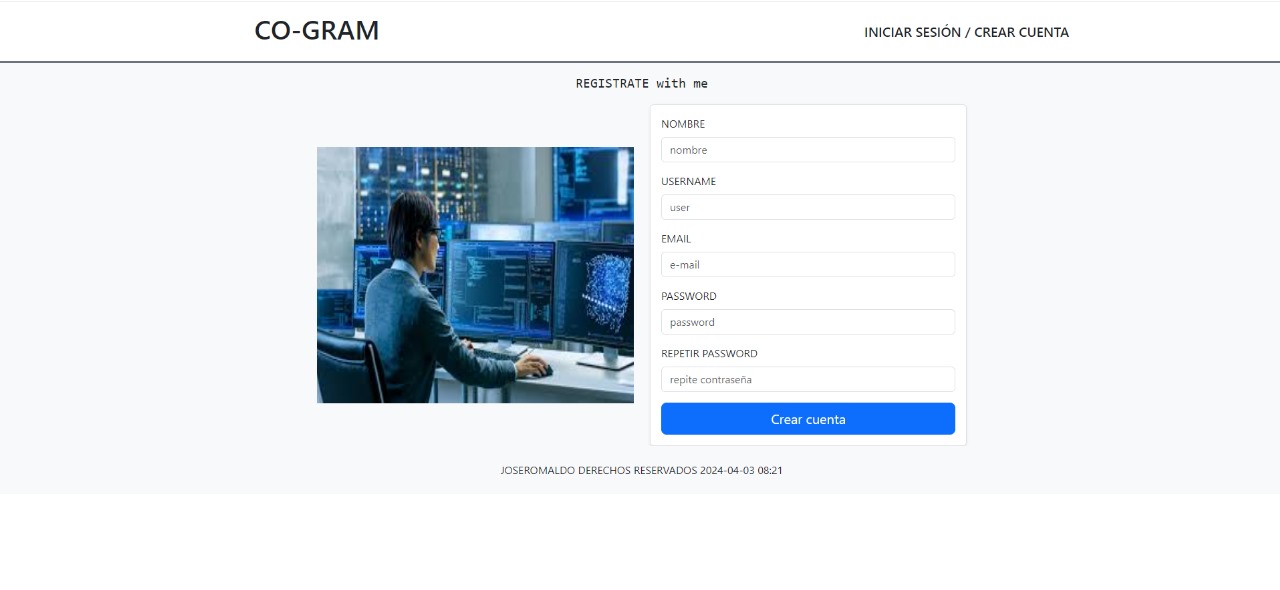 CO-GRAM
INICIAR SESIÓN / CREAR CUENTA
REGISTRATE with me
NOMBRE
nombre
USERNAME
user
EMAIL
e-mail
PASSWORD
password
REPETIR PASSWORD
repite contraseña
Crear cuenta
JOSEROMALDO DERECHOS RESERVADOS 2024-04-03 08:21